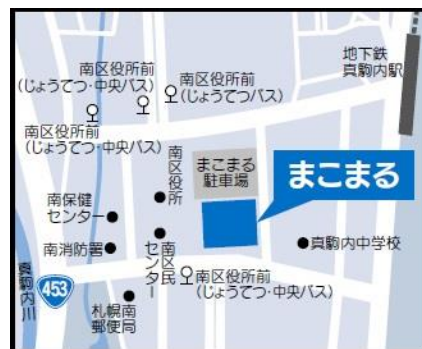 地下鉄
真駒内駅
南区役所前
(じょうてつ・中央バス)
南区役所前
(じょうてつバス)
南区役所前
(じょうてつ・中央バス)
南区役所
まこまる
駐車場
まこまる
南保健
センター
南消防署
南区民
センター
真駒内中学校
南区役所前
(じょうてつ・中央バス)
真駒内川
453
札幌南
郵便局